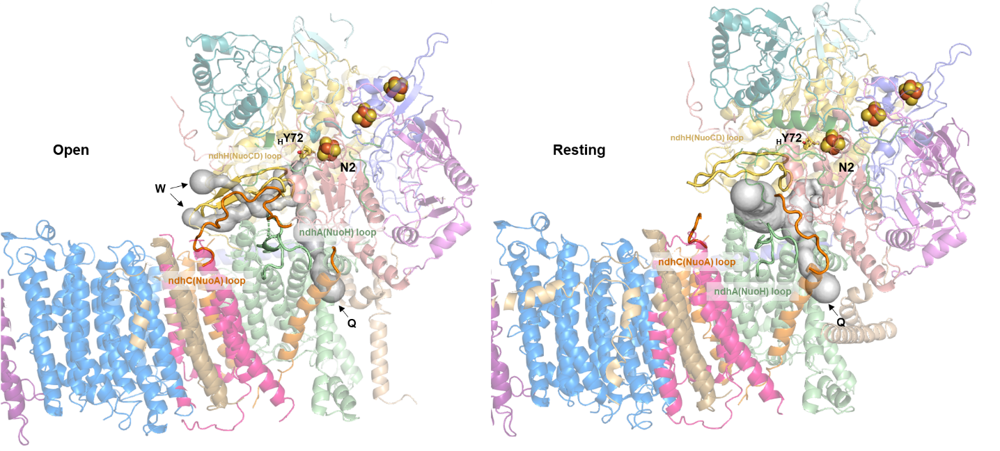 Open
HY72
ndhH(NuoCD) loop
N2
W
ndhA(NuoH) loop
ndhC(NuoA) loop
Q
Resting
HY72
ndhH(NuoCD) loop
N2
ndhC(NuoA) loop
ndhA(NuoH) loop
Q